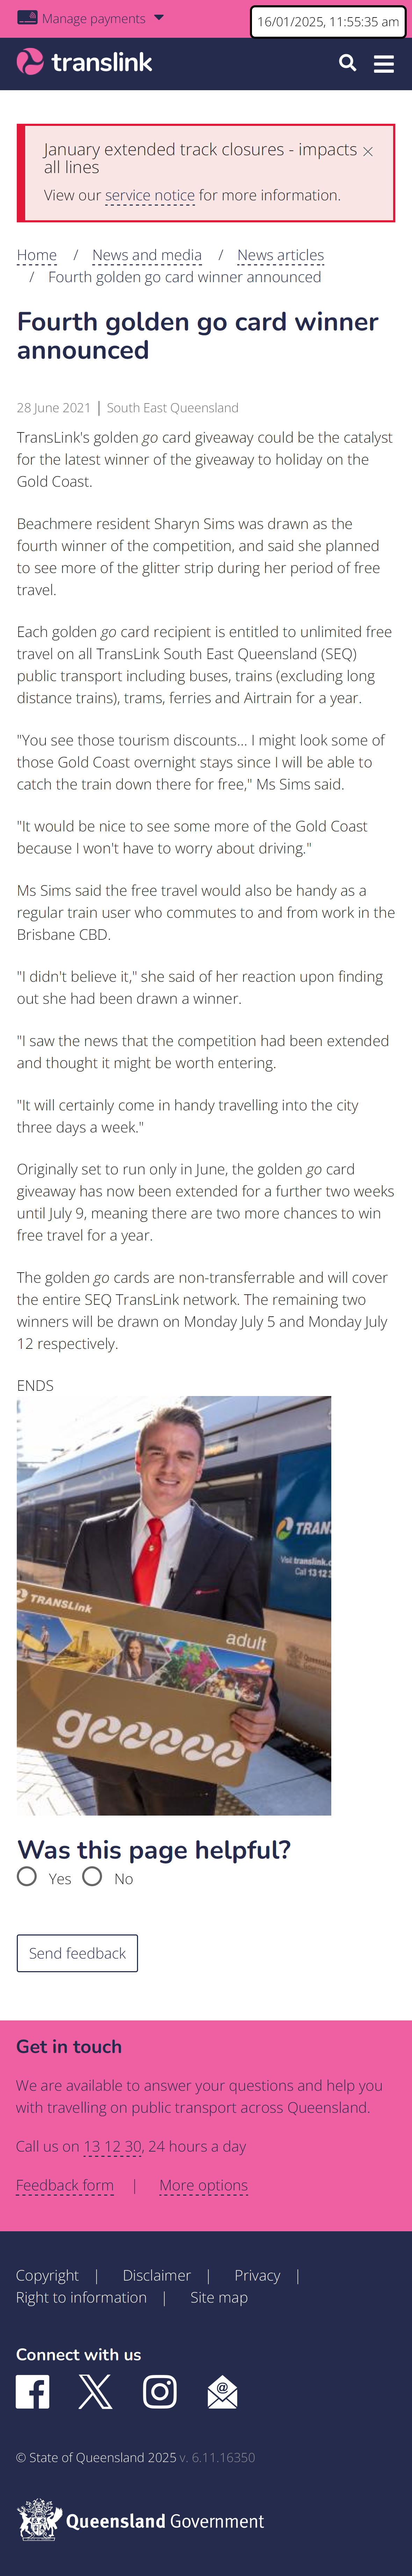 Manage payments
16/01/2025, 11:55:35 am
translink
January extended track closures - impacts
all lines
View our service notice for more information.
Home / News and media / News articles
/ Fourth golden go card winner announced
Fourth golden go card winner
announced
28 June 2021 | South East Queensland
TransLink's golden go card giveaway could be the catalyst
for the latest winner of the giveaway to holiday on the
Gold Coast.
Beachmere resident Sharyn Sims was drawn as the
fourth winner of the competition, and said she planned
to see more of the glitter strip during her period of free
travel.
Each golden go card recipient is entitled to unlimited free
travel on all TransLink South East Queensland (SEQ)
public transport including buses, trains (excluding long
distance trains), trams, ferries and Airtrain for a year.
"You see those tourism discounts... I might look some of
those Gold Coast overnight stays since I will be able to
catch the train down there for free," Ms Sims said.
"It would be nice to see some more of the Gold Coast
because I won't have to worry about driving."
Ms Sims said the free travel would also be handy as a
regular train user who commutes to and from work in the
Brisbane CBD.
"I didn't believe it," she said of her reaction upon finding
out she had been drawn a winner.
"I saw the news that the competition had been extended
and thought it might be worth entering.
"It will certainly come in handy travelling into the city
three days a week."
Originally set to run only in June, the golden go card
giveaway has now been extended for a further two weeks
until July 9, meaning there are two more chances to win
free travel for a year.
The golden go cards are non-transferrable and will cover
the entire SEQ TransLink network. The remaining two
winners will be drawn on Monday July 5 and Monday July
12 respectively.
ENDS
TRAN
Visit translink.c
Call 13 12 3
TRANSLink
adult
gooooo
Was this page helpful?
Yes No
Send feedback
Get in touch
We are available to answer your questions and help you
with travelling on public transport across Queensland.
Call us on 13 12 30, 24 hours a day
Feedback form | More options
Copyright | Disclaimer | Privacy |
Right to information | Site map
Connect with us
© State of Queensland 2025 v. 6.11.16350
Queensland Government